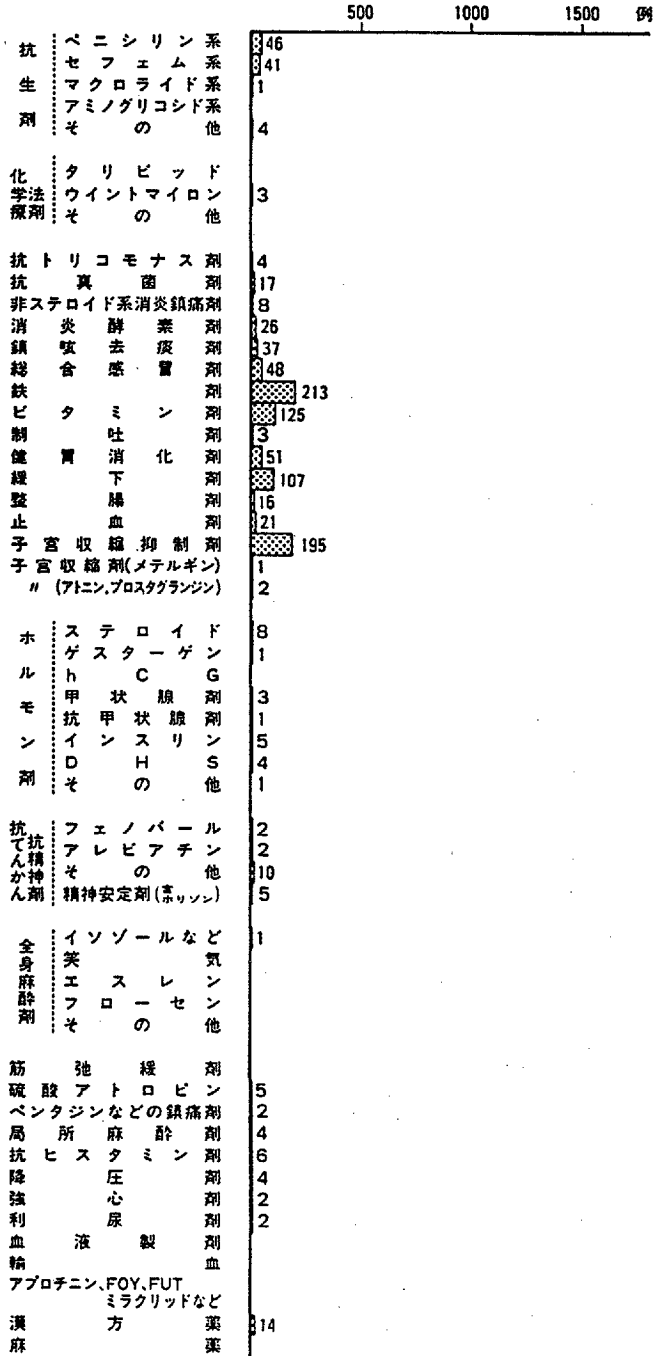 500 1000 1500 例
抗生剤
ペニシリン系 46
セフェム系 41
マクロライド系 1
アミノグリコシド系
その他 4
化学療法剤
タリビッド
ウイントマイロン 3
その他
抗トリコモナス剤 4
抗真菌剤 17
非ステロイド系消炎鎮痛剤 8
消炎酵素剤 26
鎮咳去痰剤 37
総合感冒剤 48
鉄剤 213
ビタミン剤 125
制吐剤 3
健胃消化剤 51
緩下剤 107
整腸剤 16
止血剤 21
子宮収縮抑制剤 195
子宮収縮剤(メテルギン) 1
〃 (アトニン、プロスタグランジン) 2
ホルモン剤
ステロイド 8
ゲスターゲン 1
hCG
甲状腺剤 3
抗甲状腺剤 1
インスリン 5
DHS 4
その他 1
抗てんかん剤
抗精神剤
フェノバール 2
アレビアチン 2
その他 10
精神安定剤(ホリゾン) 5
全身麻酔剤
イソゾールなど 1
笑気
エスレン
フローセン
その他
筋弛緩剤
硫酸アトロピン 5
ペンタジンなどの鎮痛剤 2
局所麻酔剤 4
抗ヒスタミン剤 6
降圧剤 4
強心剤 2
利尿剤 2
血液製剤
輸血
アプロチニン、FOY、FUT
ミラクリッドなど
漢方薬 14
麻薬